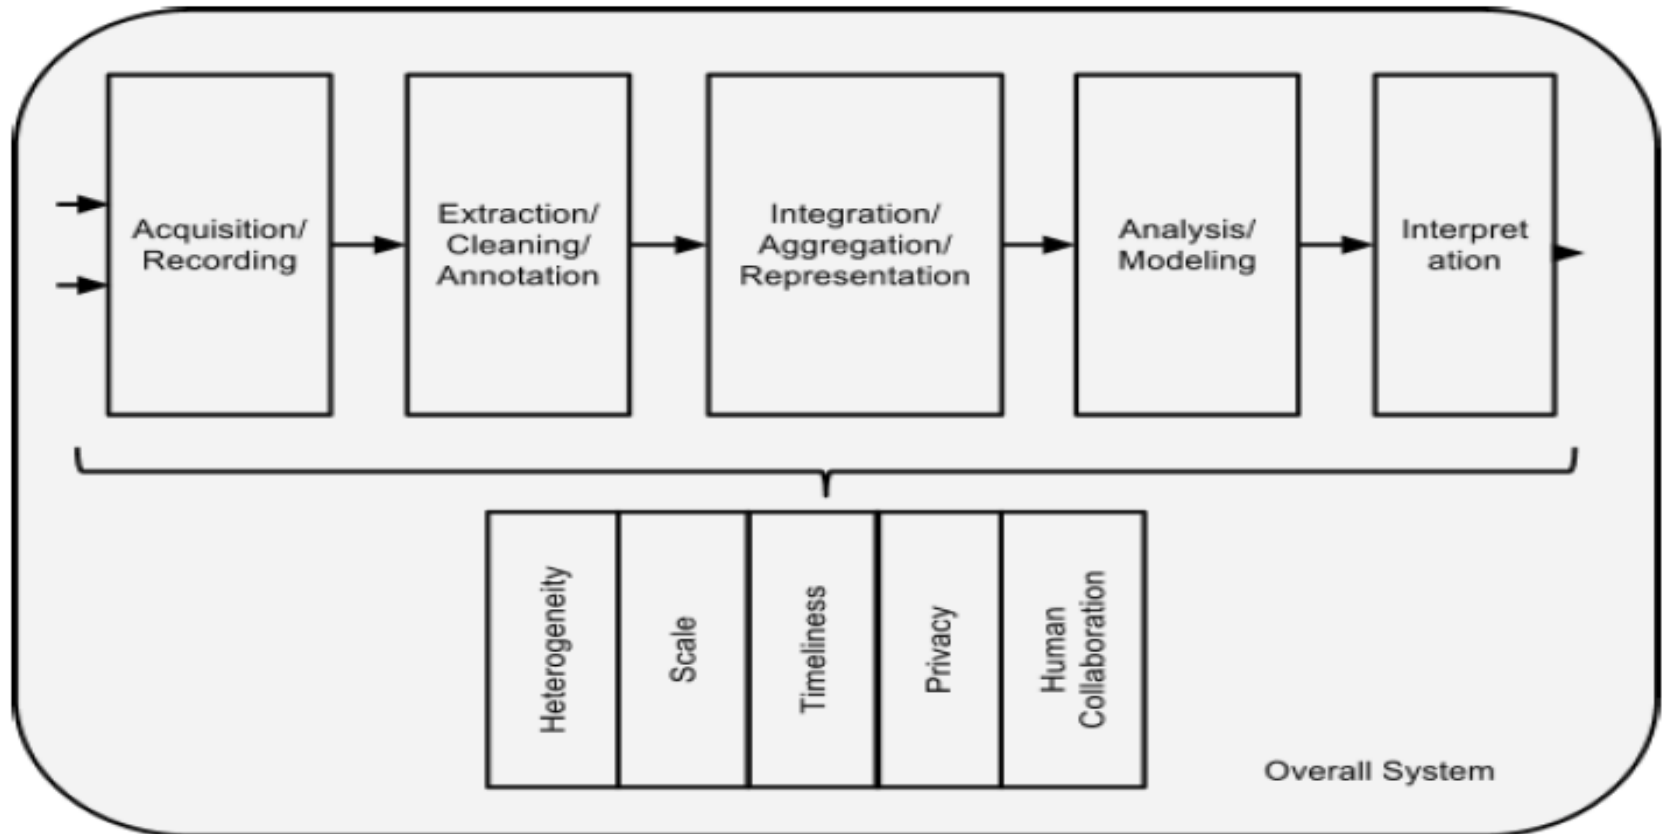 Acquisition/
Recording
Extraction/
Cleaning/
Annotation
Integration/
Aggregation/
Representation
Analysis/
Modeling
Interpret
ation
Heterogeneity
Scale
Timeliness
Privacy
Human
Collaboration
Overall System